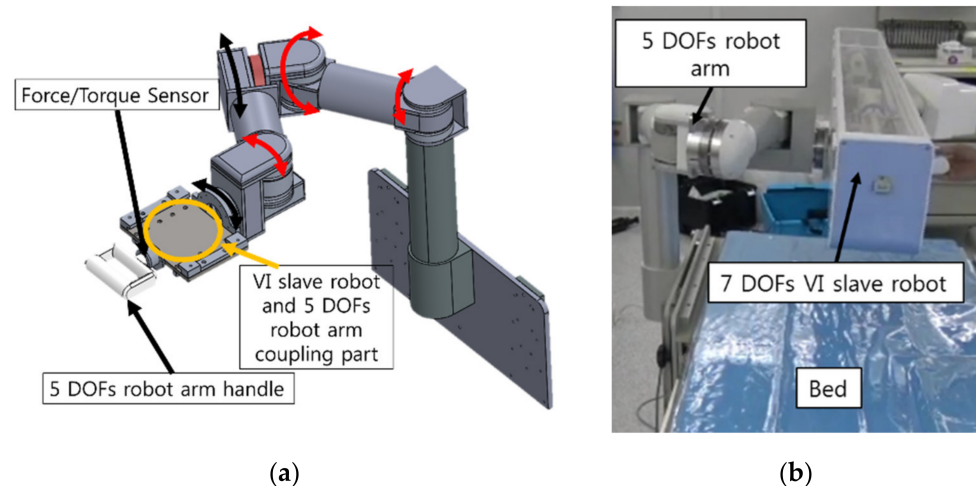 Force/Torque Sensor
VI slave robot
and 5 DOFs
robot arm
coupling part
5 DOFs robot arm handle
(a)
5 DOFs robot
arm
7 DOFs VI slave robot
Bed
(b)